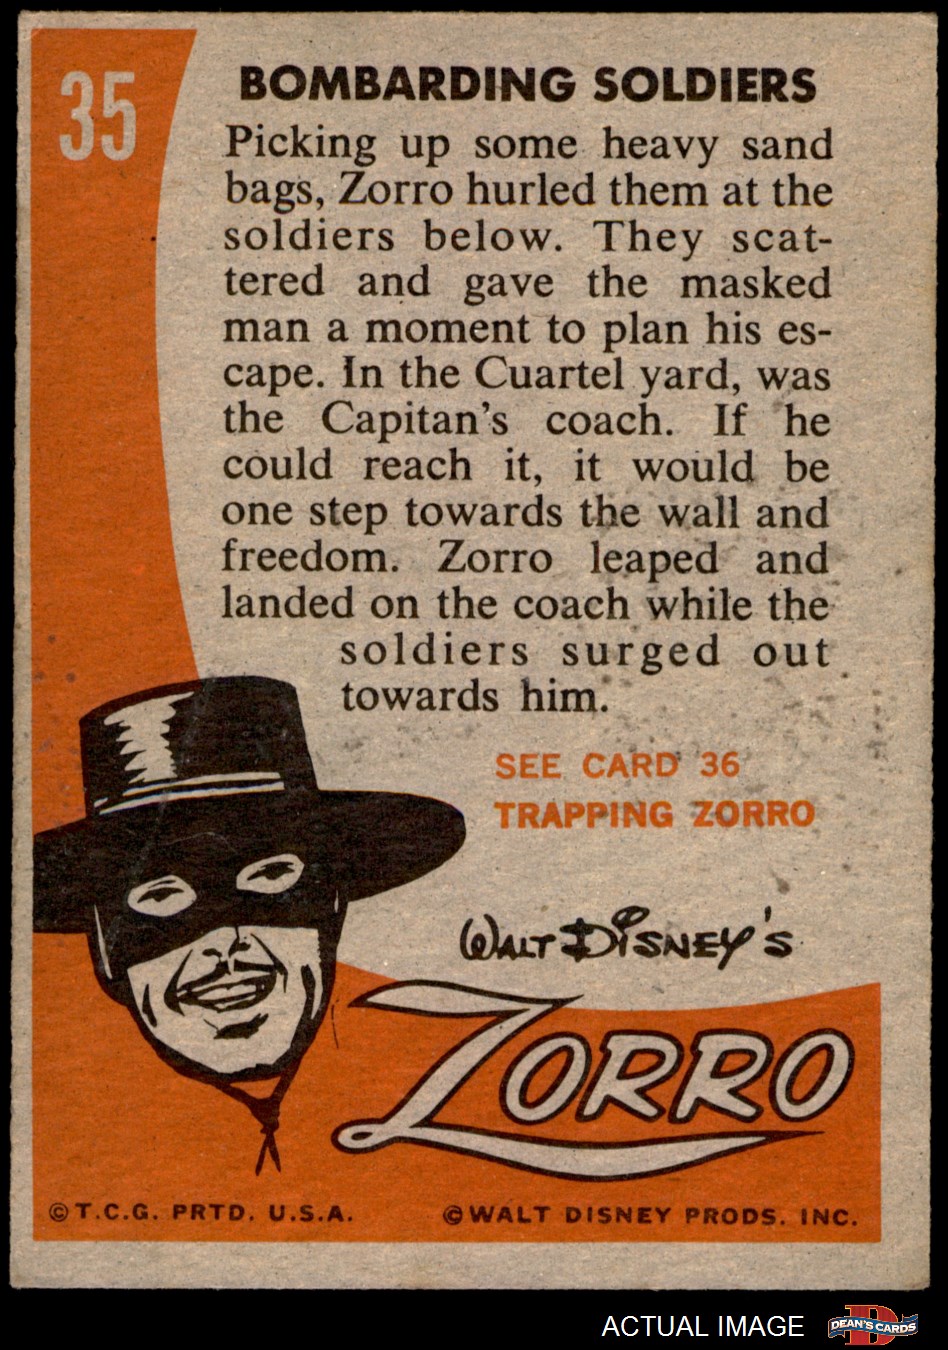 35
BOMBARDING SOLDIERS
Picking up some heavy sand
bags, Zorro hurled them at the
soldiers below. They scat-
tered and gave the masked
man a moment to plan his es-
cape. In the Cuartel yard, was
the Capitan's coach. If he
could reach it, it would be
one step towards the wall and
freedom. Zorro leaped and
landed on the coach while the
soldiers surged out
towards him.
SEE CARD 36
TRAPPING ZORRO
WALT DISNEY'S
ZORRO
©T.C.G. PRTD. U.S.A.
©WALT DISNEY PRODS. INC.
ACTUAL IMAGE
D
DEAN'S CARDS